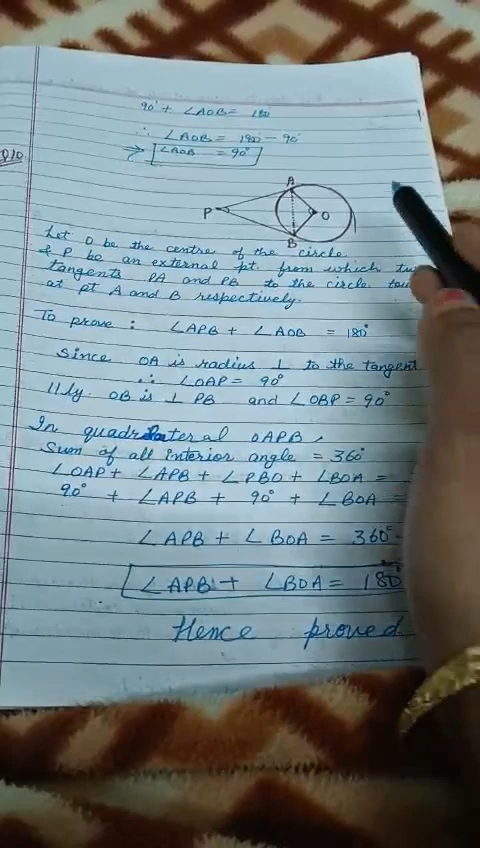 90° + ∠AOB = 180
∴ ∠AOB = 180 - 90°
⇒ ∠AOB = 90°
Q10
A
P
O
B
Let O be the centre of the circle.
& P be an external pt. from which
tangents PA and PB to the circle
at pt A and B respectively.
To prove : ∠APB + ∠AOB = 180°
Since OA is radius ⊥ to the tangent
∴ ∠OAP = 90°
111ly. OB is ⊥ PB and ∠OBP = 90°
In quadrilateral OAPB,
Sum of all interior angle = 360°
∠OAP + ∠APB + ∠PBO + ∠BOA =
90° + ∠APB + 90° + ∠BOA =
∠APB + ∠BOA = 360° -
∠APB + ∠BOA = 180°
Hence proved